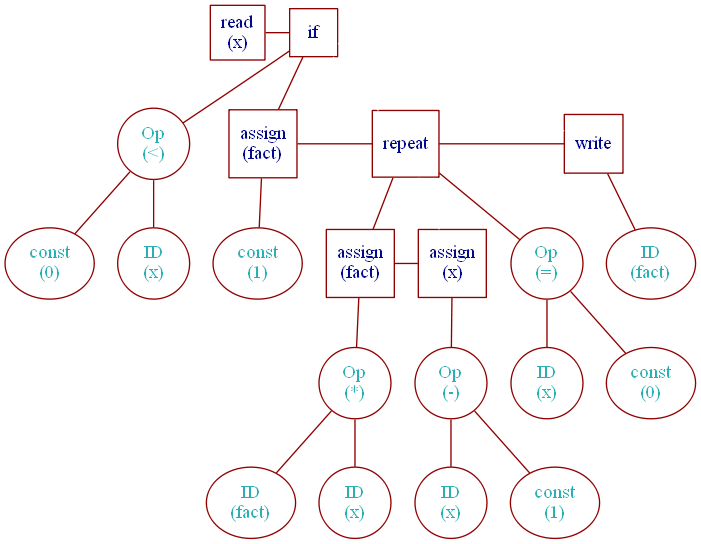 read
(x)
if
Op
(<)
assign
(fact)
repeat
write
const
(0)
ID
(x)
const
(1)
assign
(fact)
assign
(x)
Op
(=)
ID
(fact)
Op
(*)
Op
(-)
ID
(x)
const
(0)
ID
(fact)
ID
(x)
ID
(x)
const
(1)